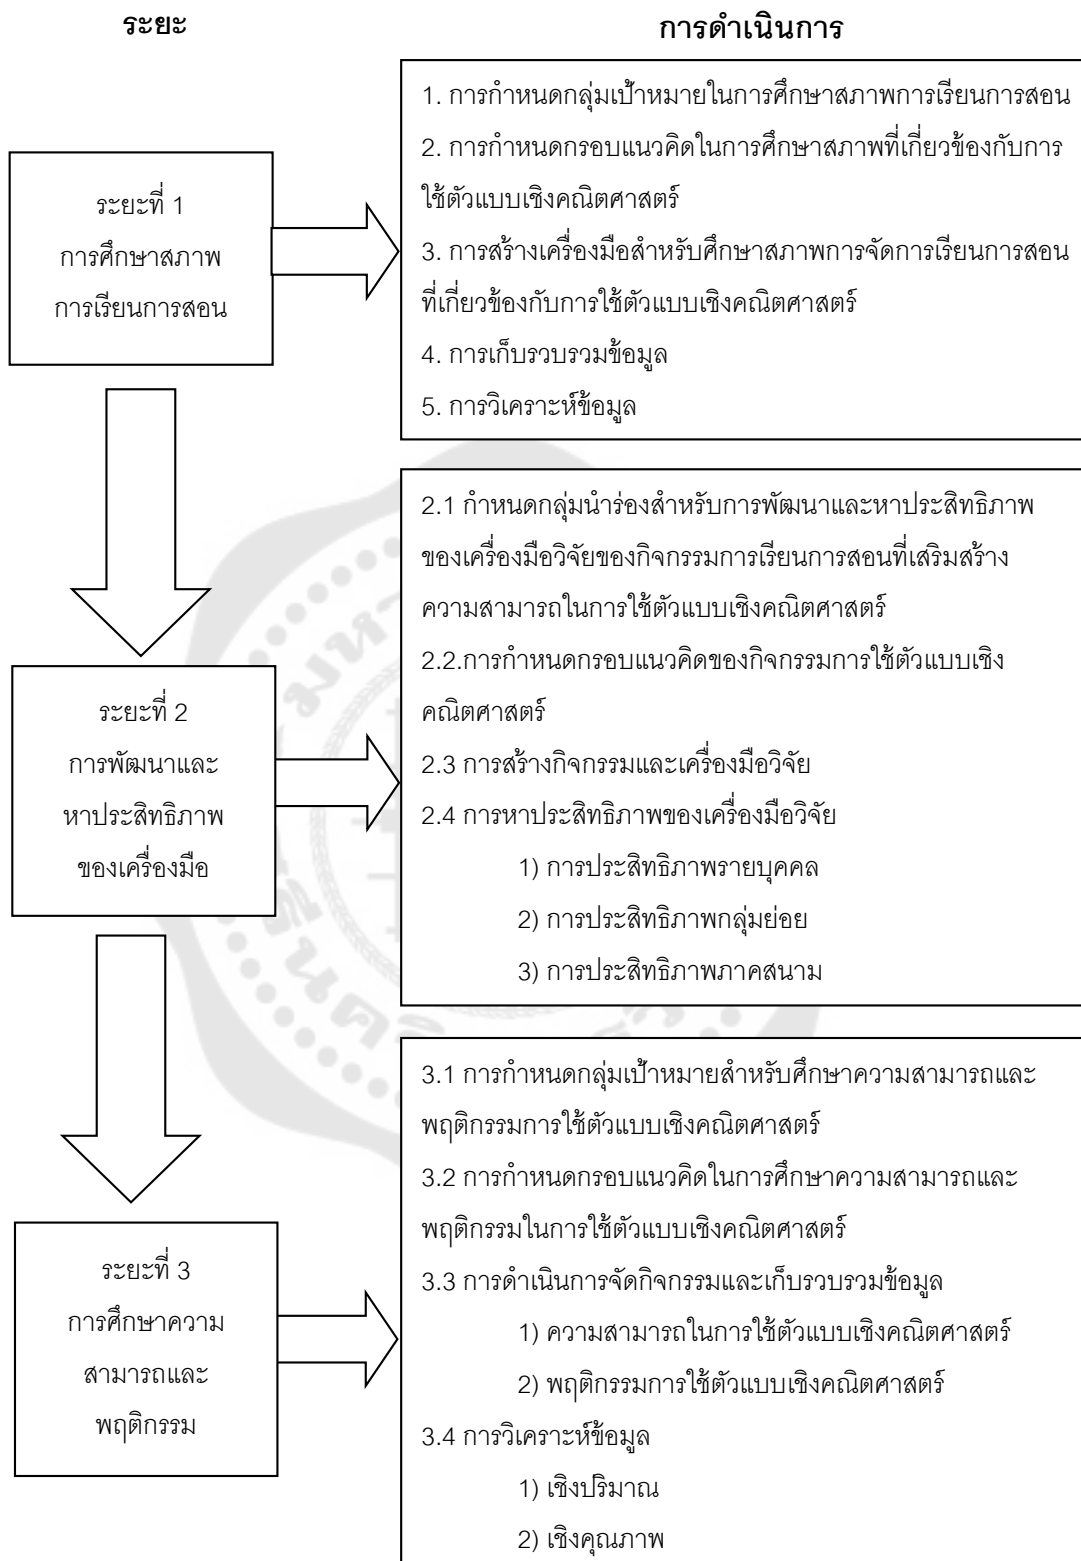 ระยะ
การดำเนินการ
ระยะที่ 1
การศึกษาสภาพ
การเรียนการสอน
1. การกำหนดกลุ่มเป้าหมายในการศึกษาสภาพการเรียนการสอน
2. การกำหนดกรอบแนวคิดในการศึกษาสภาพที่เกี่ยวข้องกับการ
ใช้ตัวแบบเชิงคณิตศาสตร์
3. การสร้างเครื่องมือสำหรับศึกษาสภาพการจัดการเรียนการสอน
ที่เกี่ยวข้องกับการใช้ตัวแบบเชิงคณิตศาสตร์
4. การเก็บรวบรวมข้อมูล
5. การวิเคราะห์ข้อมูล
ระยะที่ 2
การพัฒนาและ
หาประสิทธิภาพ
ของเครื่องมือ
2.1 กำหนดกลุ่มนำร่องสำหรับการพัฒนาและหาประสิทธิภาพ
ของเครื่องมือวิจัยของกิจกรรมการเรียนการสอนที่เสริมสร้าง
ความสามารถในการใช้ตัวแบบเชิงคณิตศาสตร์
2.2.การกำหนดกรอบแนวคิดของกิจกรรมการใช้ตัวแบบเชิง
คณิตศาสตร์
2.3 การสร้างกิจกรรมและเครื่องมือวิจัย
2.4 การหาประสิทธิภาพของเครื่องมือวิจัย
1) การประสิทธิภาพรายบุคคล
2) การประสิทธิภาพกลุ่มย่อย
3) การประสิทธิภาพภาคสนาม
ระยะที่ 3
การศึกษาความ
สามารถและ
พฤติกรรม
3.1 การกำหนดกลุ่มเป้าหมายสำหรับศึกษาความสามารถและ
พฤติกรรมการใช้ตัวแบบเชิงคณิตศาสตร์
3.2 การกำหนดกรอบแนวคิดในการศึกษาความสามารถและ
พฤติกรรมในการใช้ตัวแบบเชิงคณิตศาสตร์
3.3 การดำเนินการจัดกิจกรรมและเก็บรวบรวมข้อมูล
1) ความสามารถในการใช้ตัวแบบเชิงคณิตศาสตร์
2) พฤติกรรมการใช้ตัวแบบเชิงคณิตศาสตร์
3.4 การวิเคราะห์ข้อมูล
1) เชิงปริมาณ
2) เชิงคุณภาพ